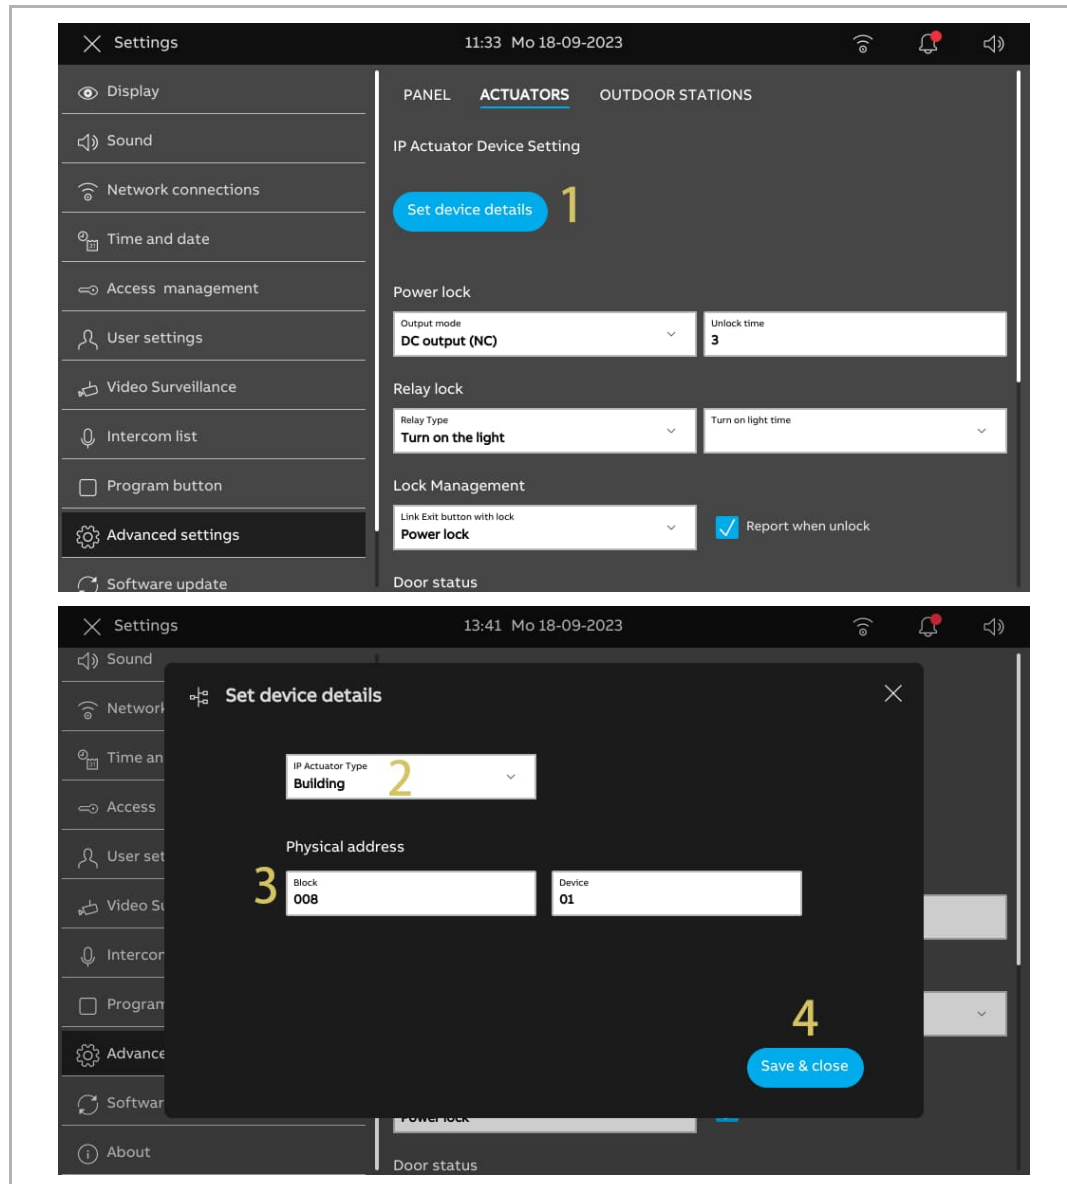 Settings
11:33 Mo 18-09-2023
Display
Sound
Network connections
Time and date
Access management
User settings
Video Surveillance
Intercom list
Program button
Advanced settings
Software update
PANEL ACTUATORS OUTDOOR STATIONS
IP Actuator Device Setting
Set device details 1
Power lock
Output mode
DC output (NC)
Unlock time
3
Relay lock
Relay Type
Turn on the light
Turn on light time
Lock Management
Link Exit button with lock
Power lock
Report when unlock
Door status
Settings
13:41 Mo 18-09-2023
Sound
Network
Time an
Access
User set
Video Su
Intercor
Program
Advance
Softwar
About
Set device details
IP Actuator Type
Building
2
Physical address
3
Block
008
Device
01
4
Save & close
Power lock
Door status